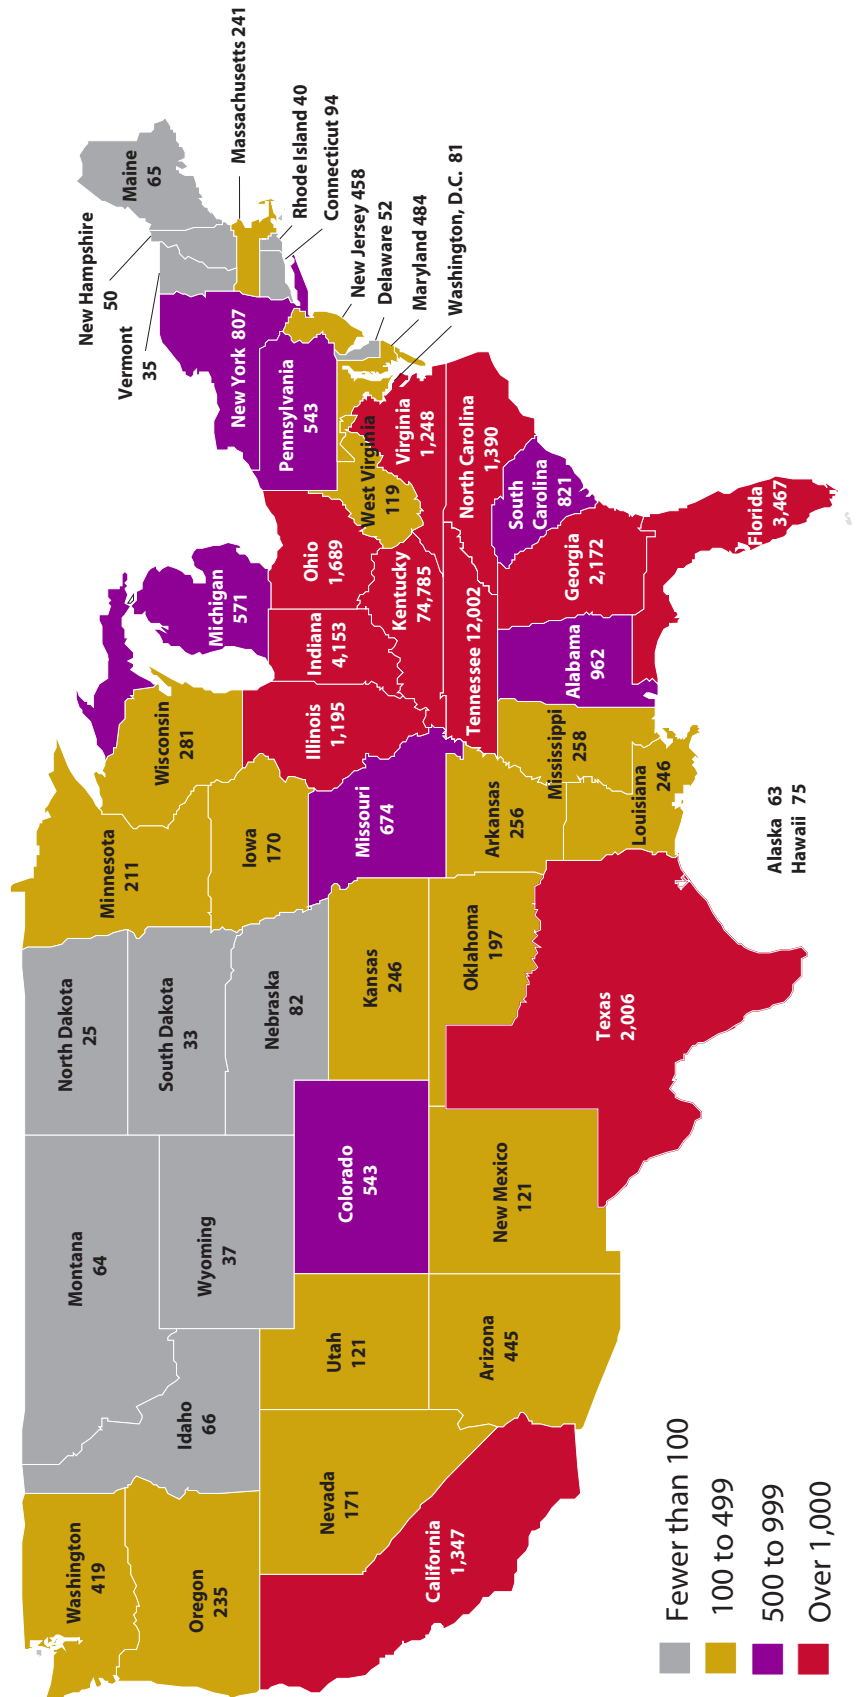 Washington
419
Oregon
235
California
1,347
Nevada
171
Idaho
66
Montana
64
Wyoming
37
Utah
121
Arizona
445
Colorado
543
New Mexico
121
North Dakota
25
South Dakota
33
Nebraska
82
Kansas
246
Oklahoma
197
Texas
2,006
Minnesota
211
Iowa
170
Missouri
674
Arkansas
256
Louisiana
246
Wisconsin
281
Illinois
1,195
Mississippi
258
Michigan
571
Indiana
4,153
Ohio
1,689
Kentucky
74,785
Tennessee 12,002
Alabama
962
Georgia
2,172
Florida
3,467
South
Carolina
821
North Carolina
1,390
Virginia
1,248
West Virginia
119
Pennsylvania
543
New York 807
Vermont
35
New Hampshire
50
Maine
65
Massachusetts 241
Rhode Island 40
Connecticut 94
New Jersey 458
Delaware 52
Maryland 484
Washington, D.C. 81
Alaska 63
Hawaii 75
Fewer than 100
100 to 499
500 to 999
Over 1,000